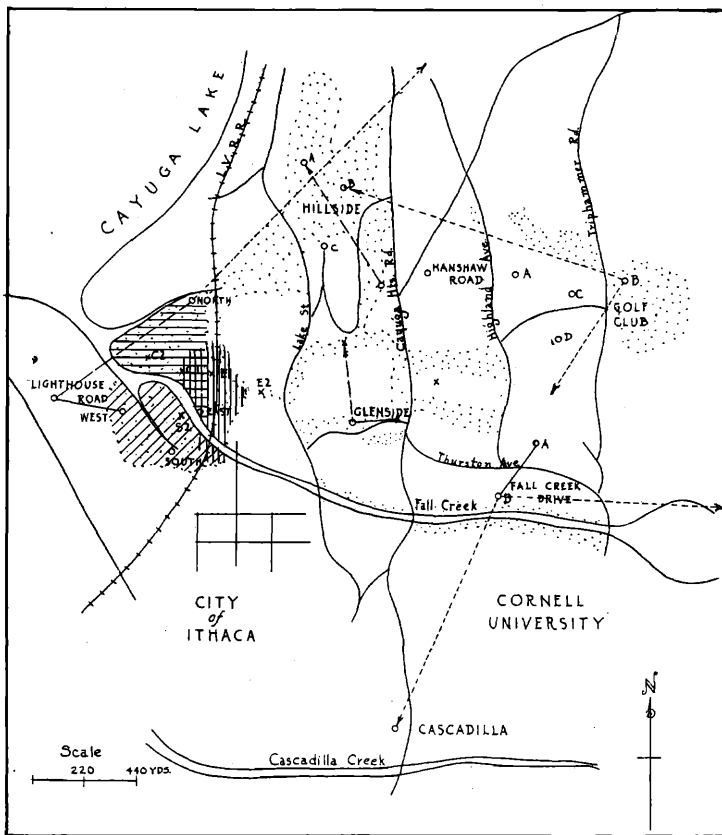 CAYUGA LAKE
L.V.R.R.
A
B
HILLSIDE
C
Lake St
Cayuga Hts. Rd.
HANSHAW
ROAD
Highland Ave.
Triphammer Rd.
A
B
C
GOLF
CLUB
D
NORTH
C2
C1
E1
E2
LIGHTHOUSE
ROAD
WEST
EAST
S2
SOUTH
GLENSIDE
A
Thurston Ave.
B
FALL CREEK
DRIVE
Fall Creek
CITY
of
ITHACA
CORNELL
UNIVERSITY
N.
CASCADILLA
Scale
220 440 YDS.
Cascadilla Creek